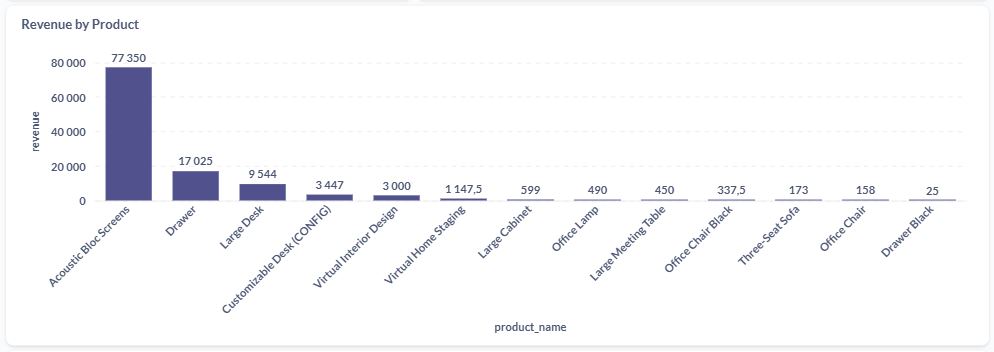 Revenue by Product
revenue
80 000
60 000
40 000
20 000
0
77 350
17 025
9 544
3 447
3 000
1 147,5
599
490
450
337,5
173
158
25
Acoustic Bloc Screens
Drawer
Large Desk
Customizable Desk (CONFIG)
Virtual Interior Design
Virtual Home Staging
Large Cabinet
Office Lamp
Large Meeting Table
Office Chair Black
Three-Seat Sofa
Office Chair
Drawer Black
product_name